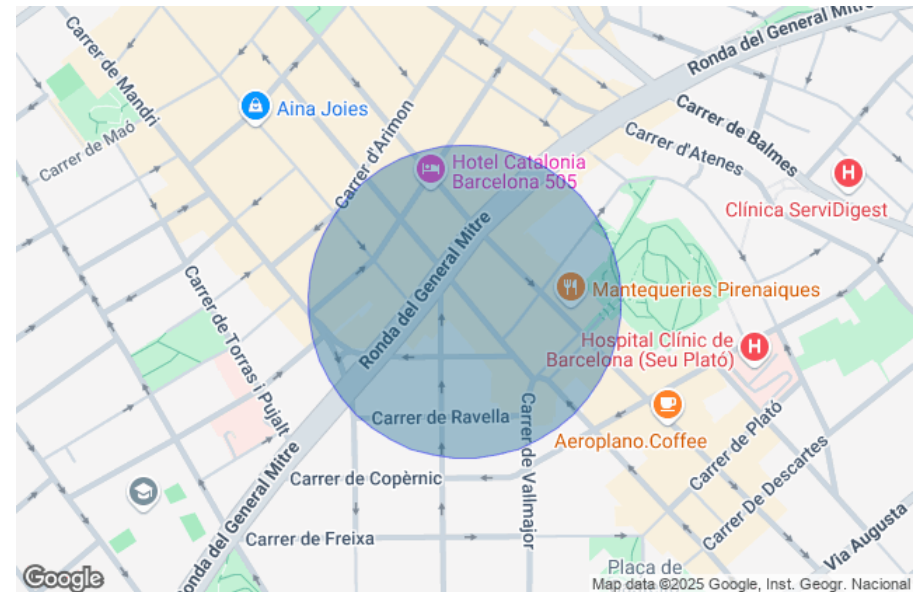 Ronda del General Mitre
Carrer de Mandri
Aina Joies
Carrer de Balmes
Carrer de Maó
Carrer d'Arimon
Carrer d'Atenes
Hotel Catalonia
Barcelona 505
Clínica ServiDigest
Ronda del General Mitre
Mantequeries Pirenaiques
Carrer de Torras i Pujalt
Hospital Clínic de
Barcelona (Seu Plató)
Carrer de Ravella
Carrer de Vallmajor
Aeroplano.Coffee
Carrer de Plató
Carrer de Copèrnic
Carrer De Descartes
Ronda del General Mitre
Carrer de Freixa
Via Augusta
Placa de
Google
Map data ©2025 Google, Inst. Geogr. Nacional